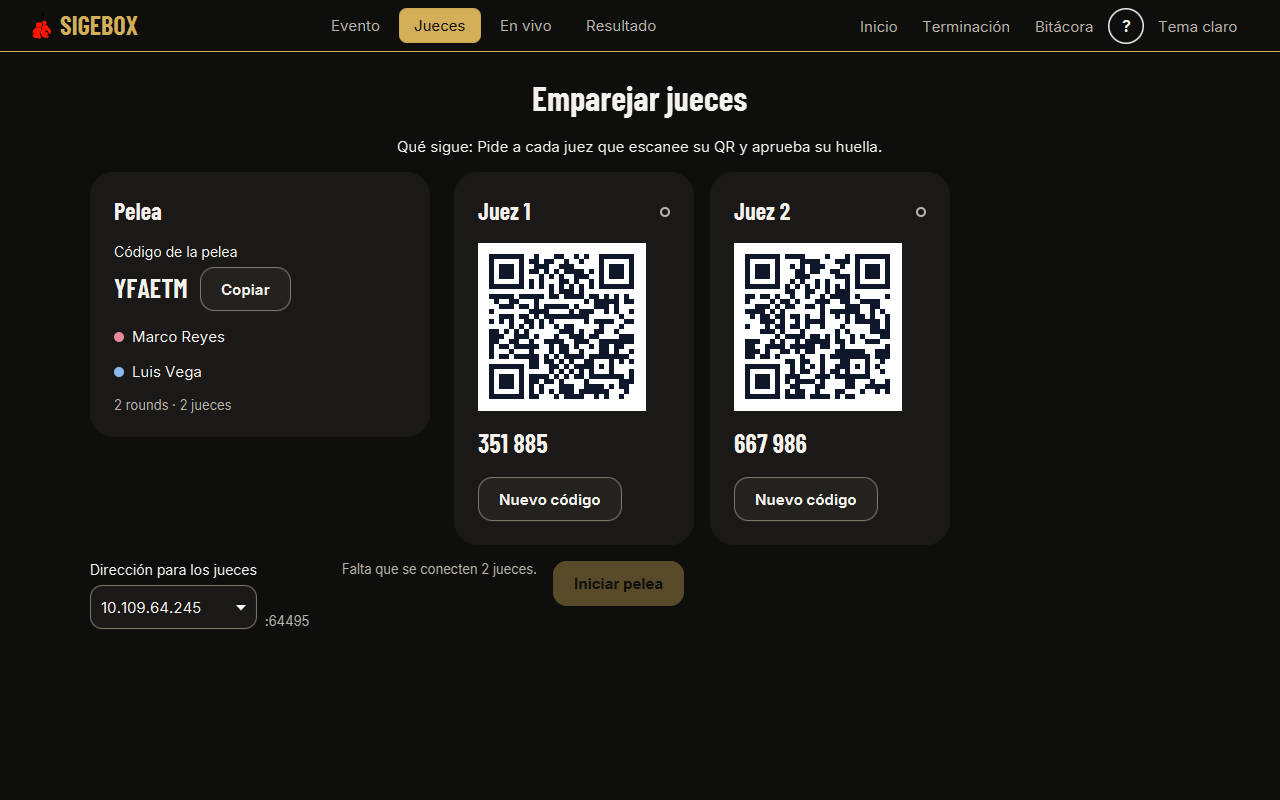 SIGEBOX
Evento
Jueces
En vivo
Resultado
Inicio
Terminación
Bitácora
?
Tema claro
Emparejar jueces
Qué sigue: Pide a cada juez que escanee su QR y aprueba su huella.
Pelea
Código de la pelea
YFAETM
Copiar
Marco Reyes
Luis Vega
2 rounds · 2 jueces
Juez 1
351 885
Nuevo código
Juez 2
667 986
Nuevo código
Dirección para los jueces
10.109.64.245
:64495
Falta que se conecten 2 jueces.
Iniciar pelea